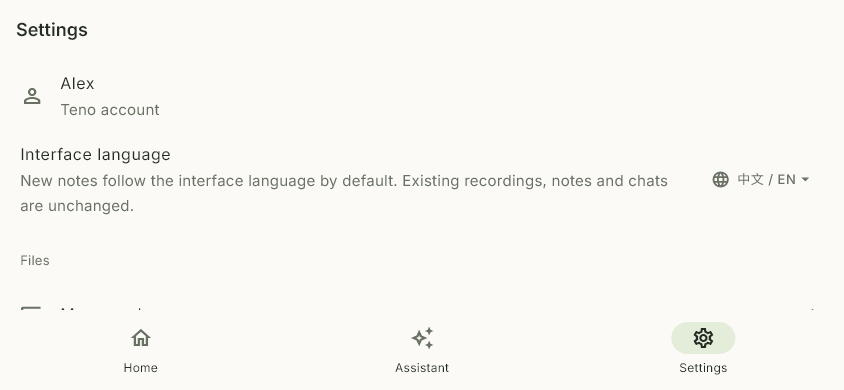 Settings
Alex
Teno account
Interface language
New notes follow the interface language by default. Existing recordings, notes and chats
are unchanged.
中文 / EN
Files
Home
Assistant
Settings